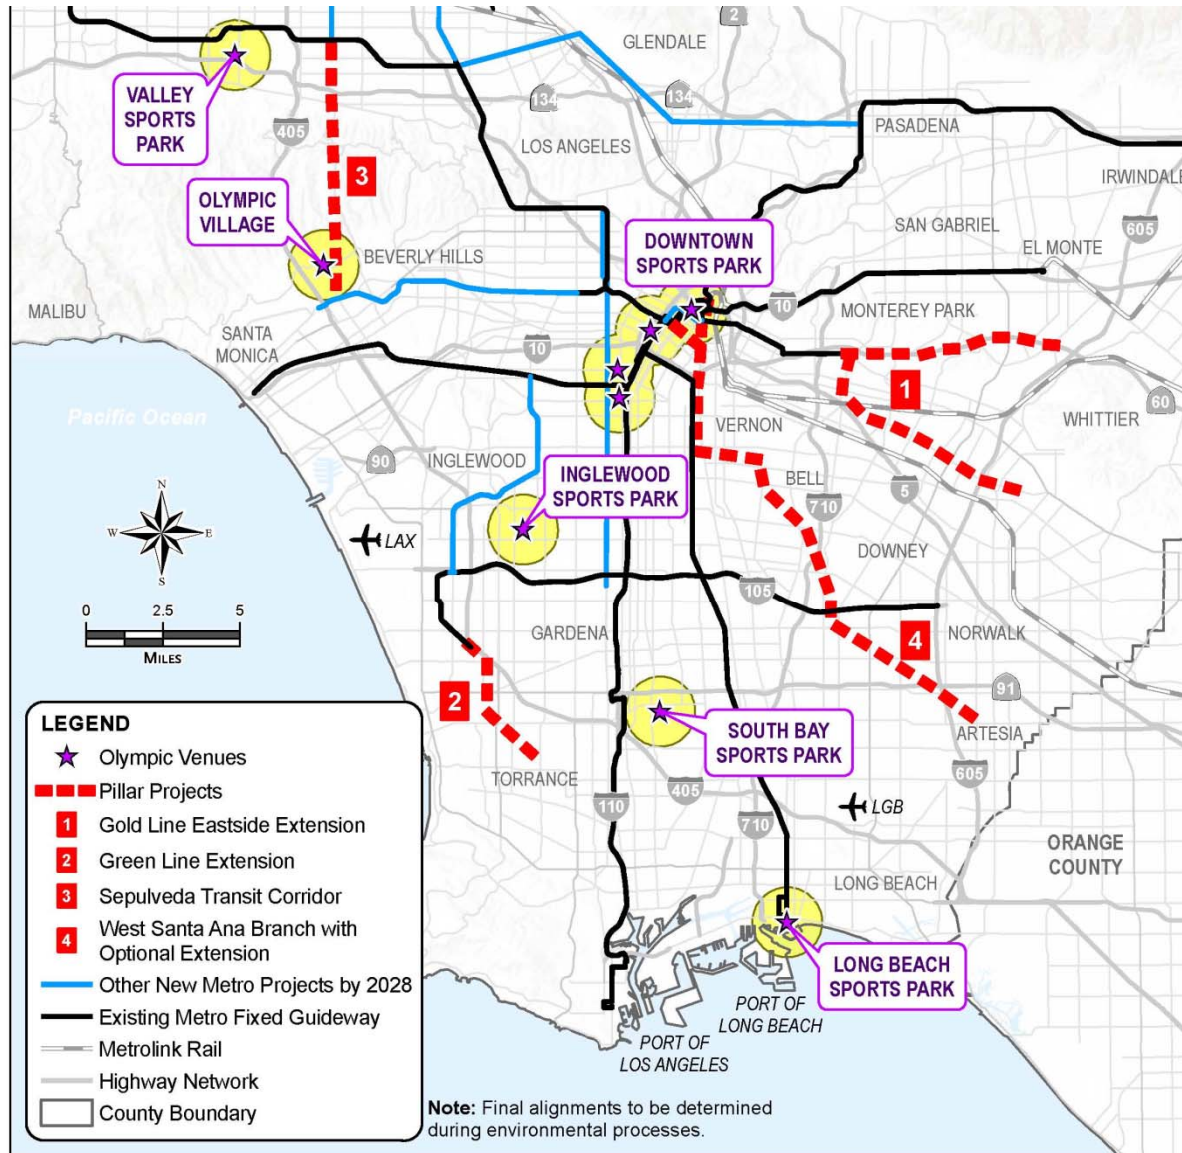 2
GLENDALE
VALLEY
SPORTS
PARK
134
134
405
LOS ANGELES
PASADENA
3
IRWINDALE
OLYMPIC
VILLAGE
DOWNTOWN
SPORTS PARK
SAN GABRIEL
605
BEVERLY HILLS
EL MONTE
MALIBU
10
MONTEREY PARK
SANTA
MONICA
10
1
Pacific Ocean
VERNON
WHITTIER
60
90
INGLEWOOD
INGLEWOOD
SPORTS PARK
BELL
5
710
N
W
E
S
LAX
DOWNEY
105
0
2.5
5
MILES
GARDENA
4
NORWALK
2
91
SOUTH BAY
SPORTS PARK
ARTESIA
TORRANCE
605
405
110
LGB
710
ORANGE
COUNTY
LONG BEACH
LONG BEACH
SPORTS PARK
PORT OF
LONG BEACH
PORT OF
LOS ANGELES
LEGEND
Olympic Venues
Pillar Projects
1 Gold Line Eastside Extension
2 Green Line Extension
3 Sepulveda Transit Corridor
4 West Santa Ana Branch with
Optional Extension
Other New Metro Projects by 2028
Existing Metro Fixed Guideway
Metrolink Rail
Highway Network
County Boundary
Note: Final alignments to be determined
during environmental processes.